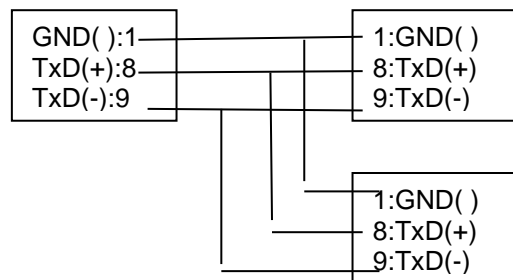 GND( ):1
TxD(+):8
TxD(-):9
1:GND( )
8:TxD(+)
9:TxD(-)
1:GND( )
8:TxD(+)
9:TxD(-)